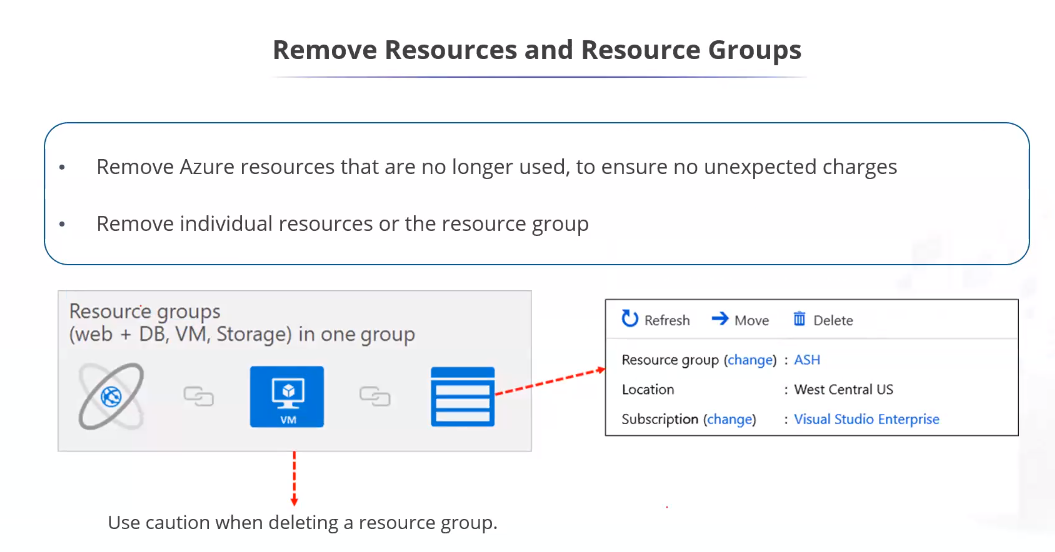 Remove Resources and Resource Groups
• Remove Azure resources that are no longer used, to ensure no unexpected charges
• Remove individual resources or the resource group
Resource groups
(web + DB, VM, Storage) in one group
VM
Refresh Move Delete
Resource group (change) : ASH
Location : West Central US
Subscription (change) : Visual Studio Enterprise
Use caution when deleting a resource group.